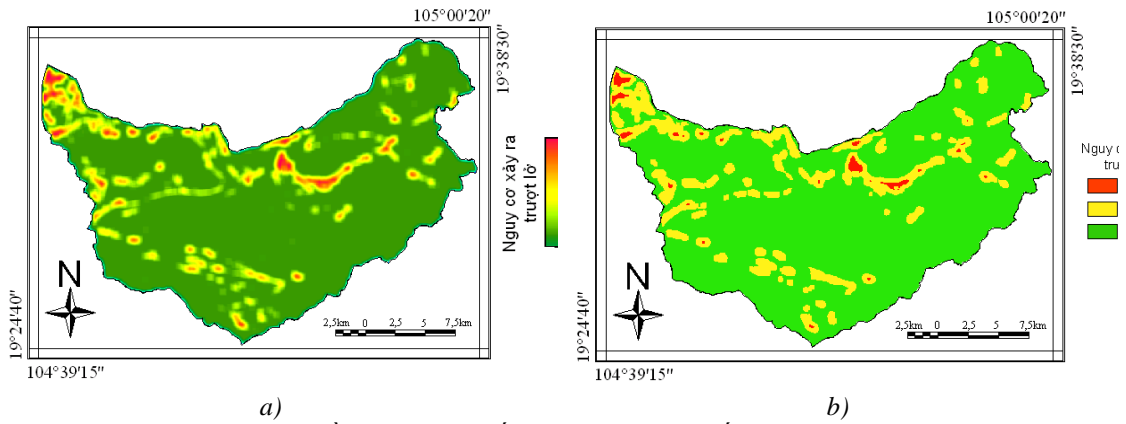 105°00'20"
19°38'30"
Nguy cơ xảy ra
trượt lở
N
2,5km 0 2,5 5 7,5km
19°24'40"
104°39'15"
a)
105°00'20"
19°38'30"
Nguy c
trư
N
2,5km 0 2,5 5 7,5km
19°24'40"
104°39'15"
b)